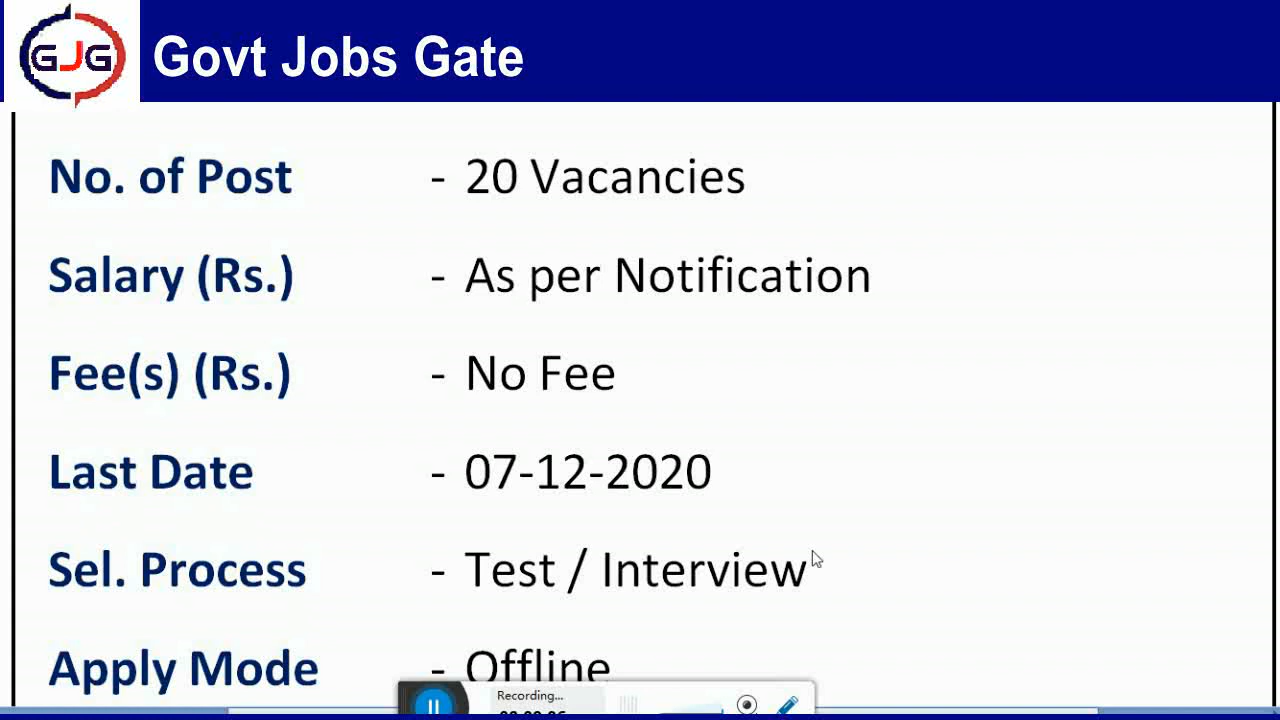 GJG Govt Jobs Gate
No. of Post - 20 Vacancies
Salary (Rs.) - As per Notification
Fee(s) (Rs.) - No Fee
Last Date - 07-12-2020
Sel. Process - Test / Interview
Apply Mode - Offline
Recording...